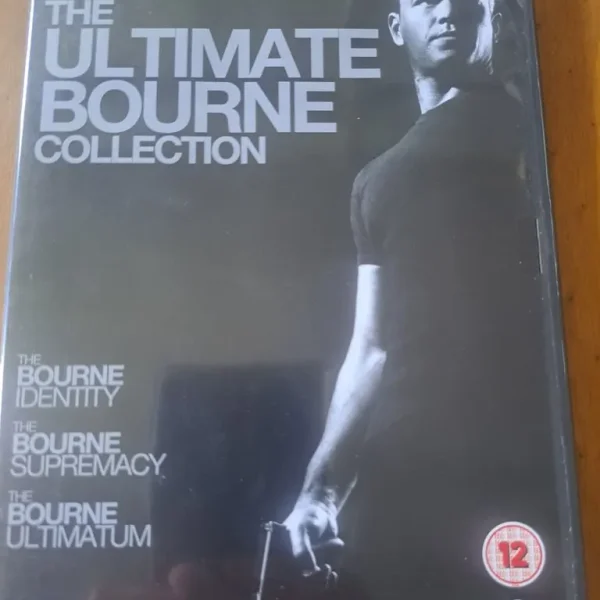 THE
ULTIMATE
BOURNE
COLLECTION
THE
BOURNE
IDENTITY
THE
BOURNE
SUPREMACY
THE
BOURNE
ULTIMATUM
12